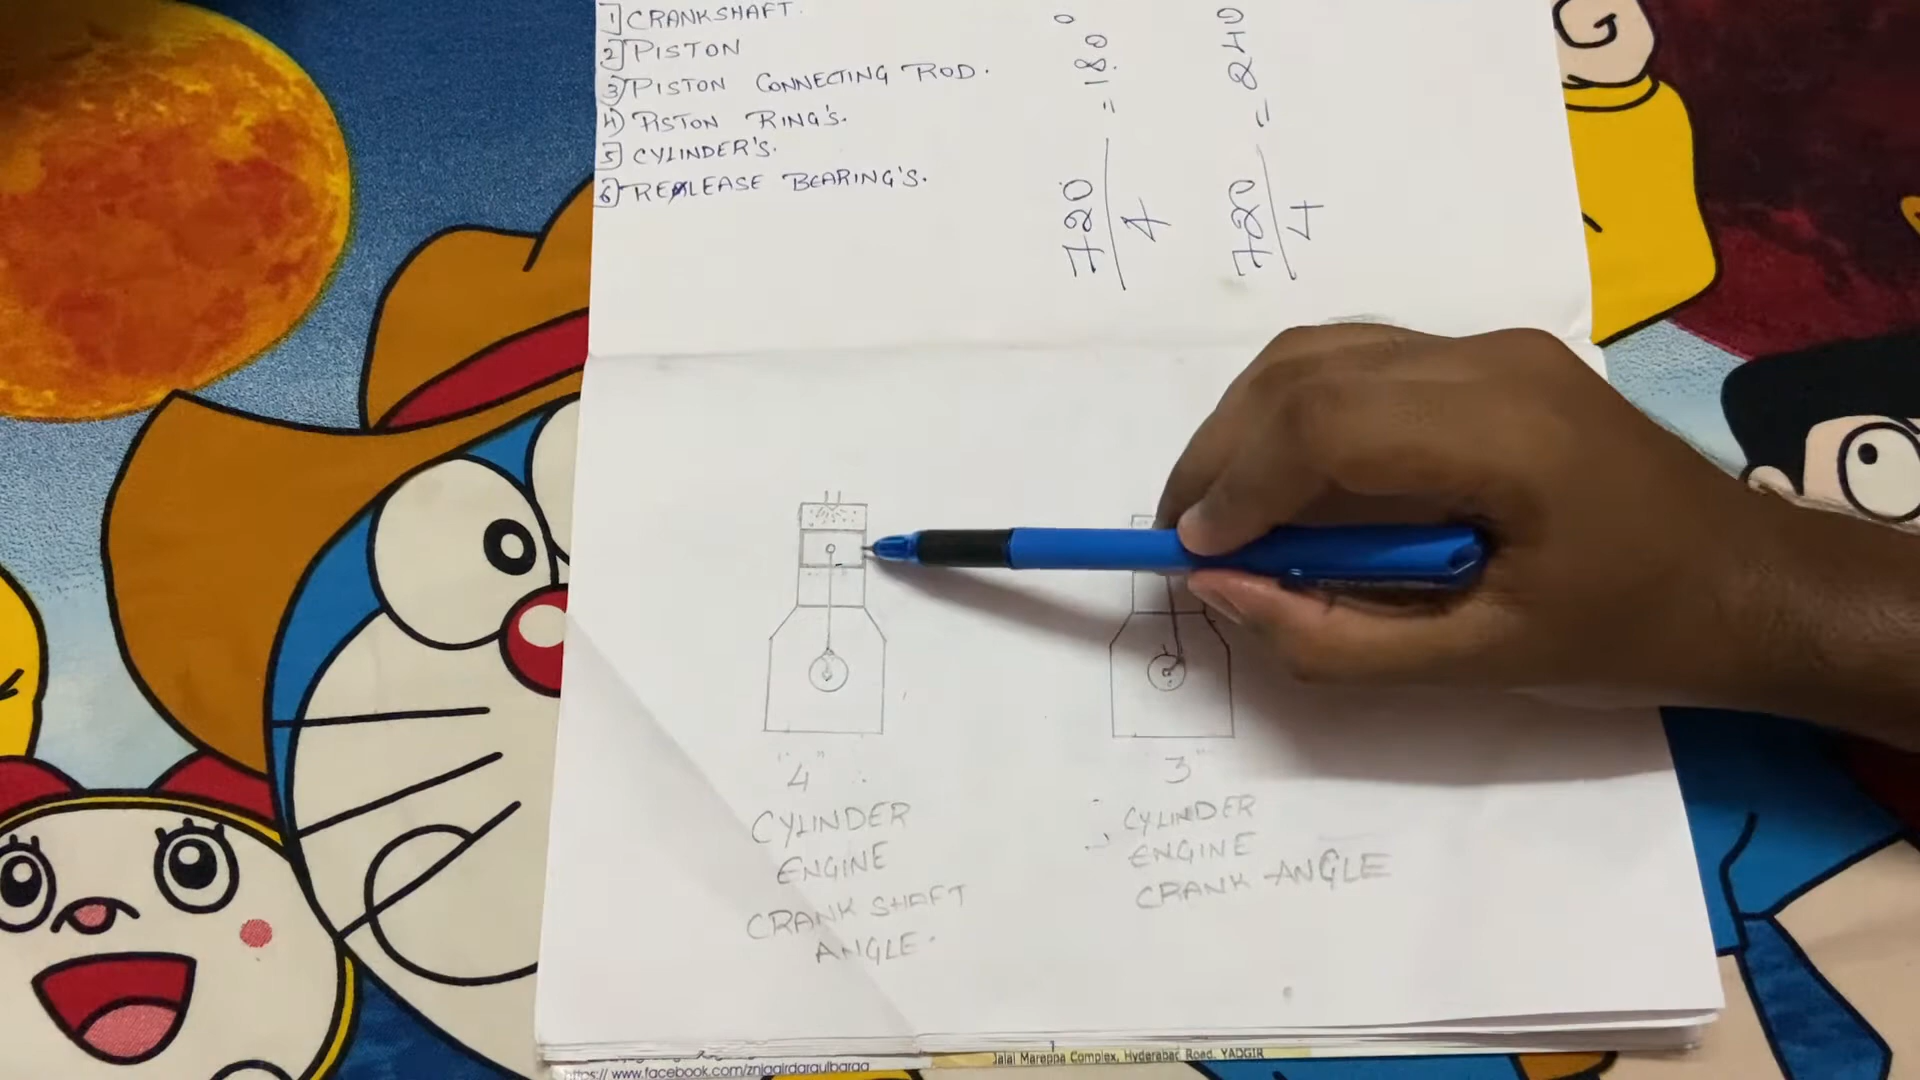 1] CRANKSHAFT.
2] PISTON
3] PISTON CONNECTING ROD.
4) PISTON RING'S.
5] CYLINDER'S.
6] RELEASE BEARING'S.
720/4 = 180°
720/4 = 240
"4"
CYLINDER
ENGINE
CRANK SHAFT
ANGLE.
3"
CYLINDER
ENGINE
CRANK-ANGLE
1
Jalal Mareppa Complex, Hyderabad Road, YADGIR
https://www.facebook.com/znjagirdargulbarga
G